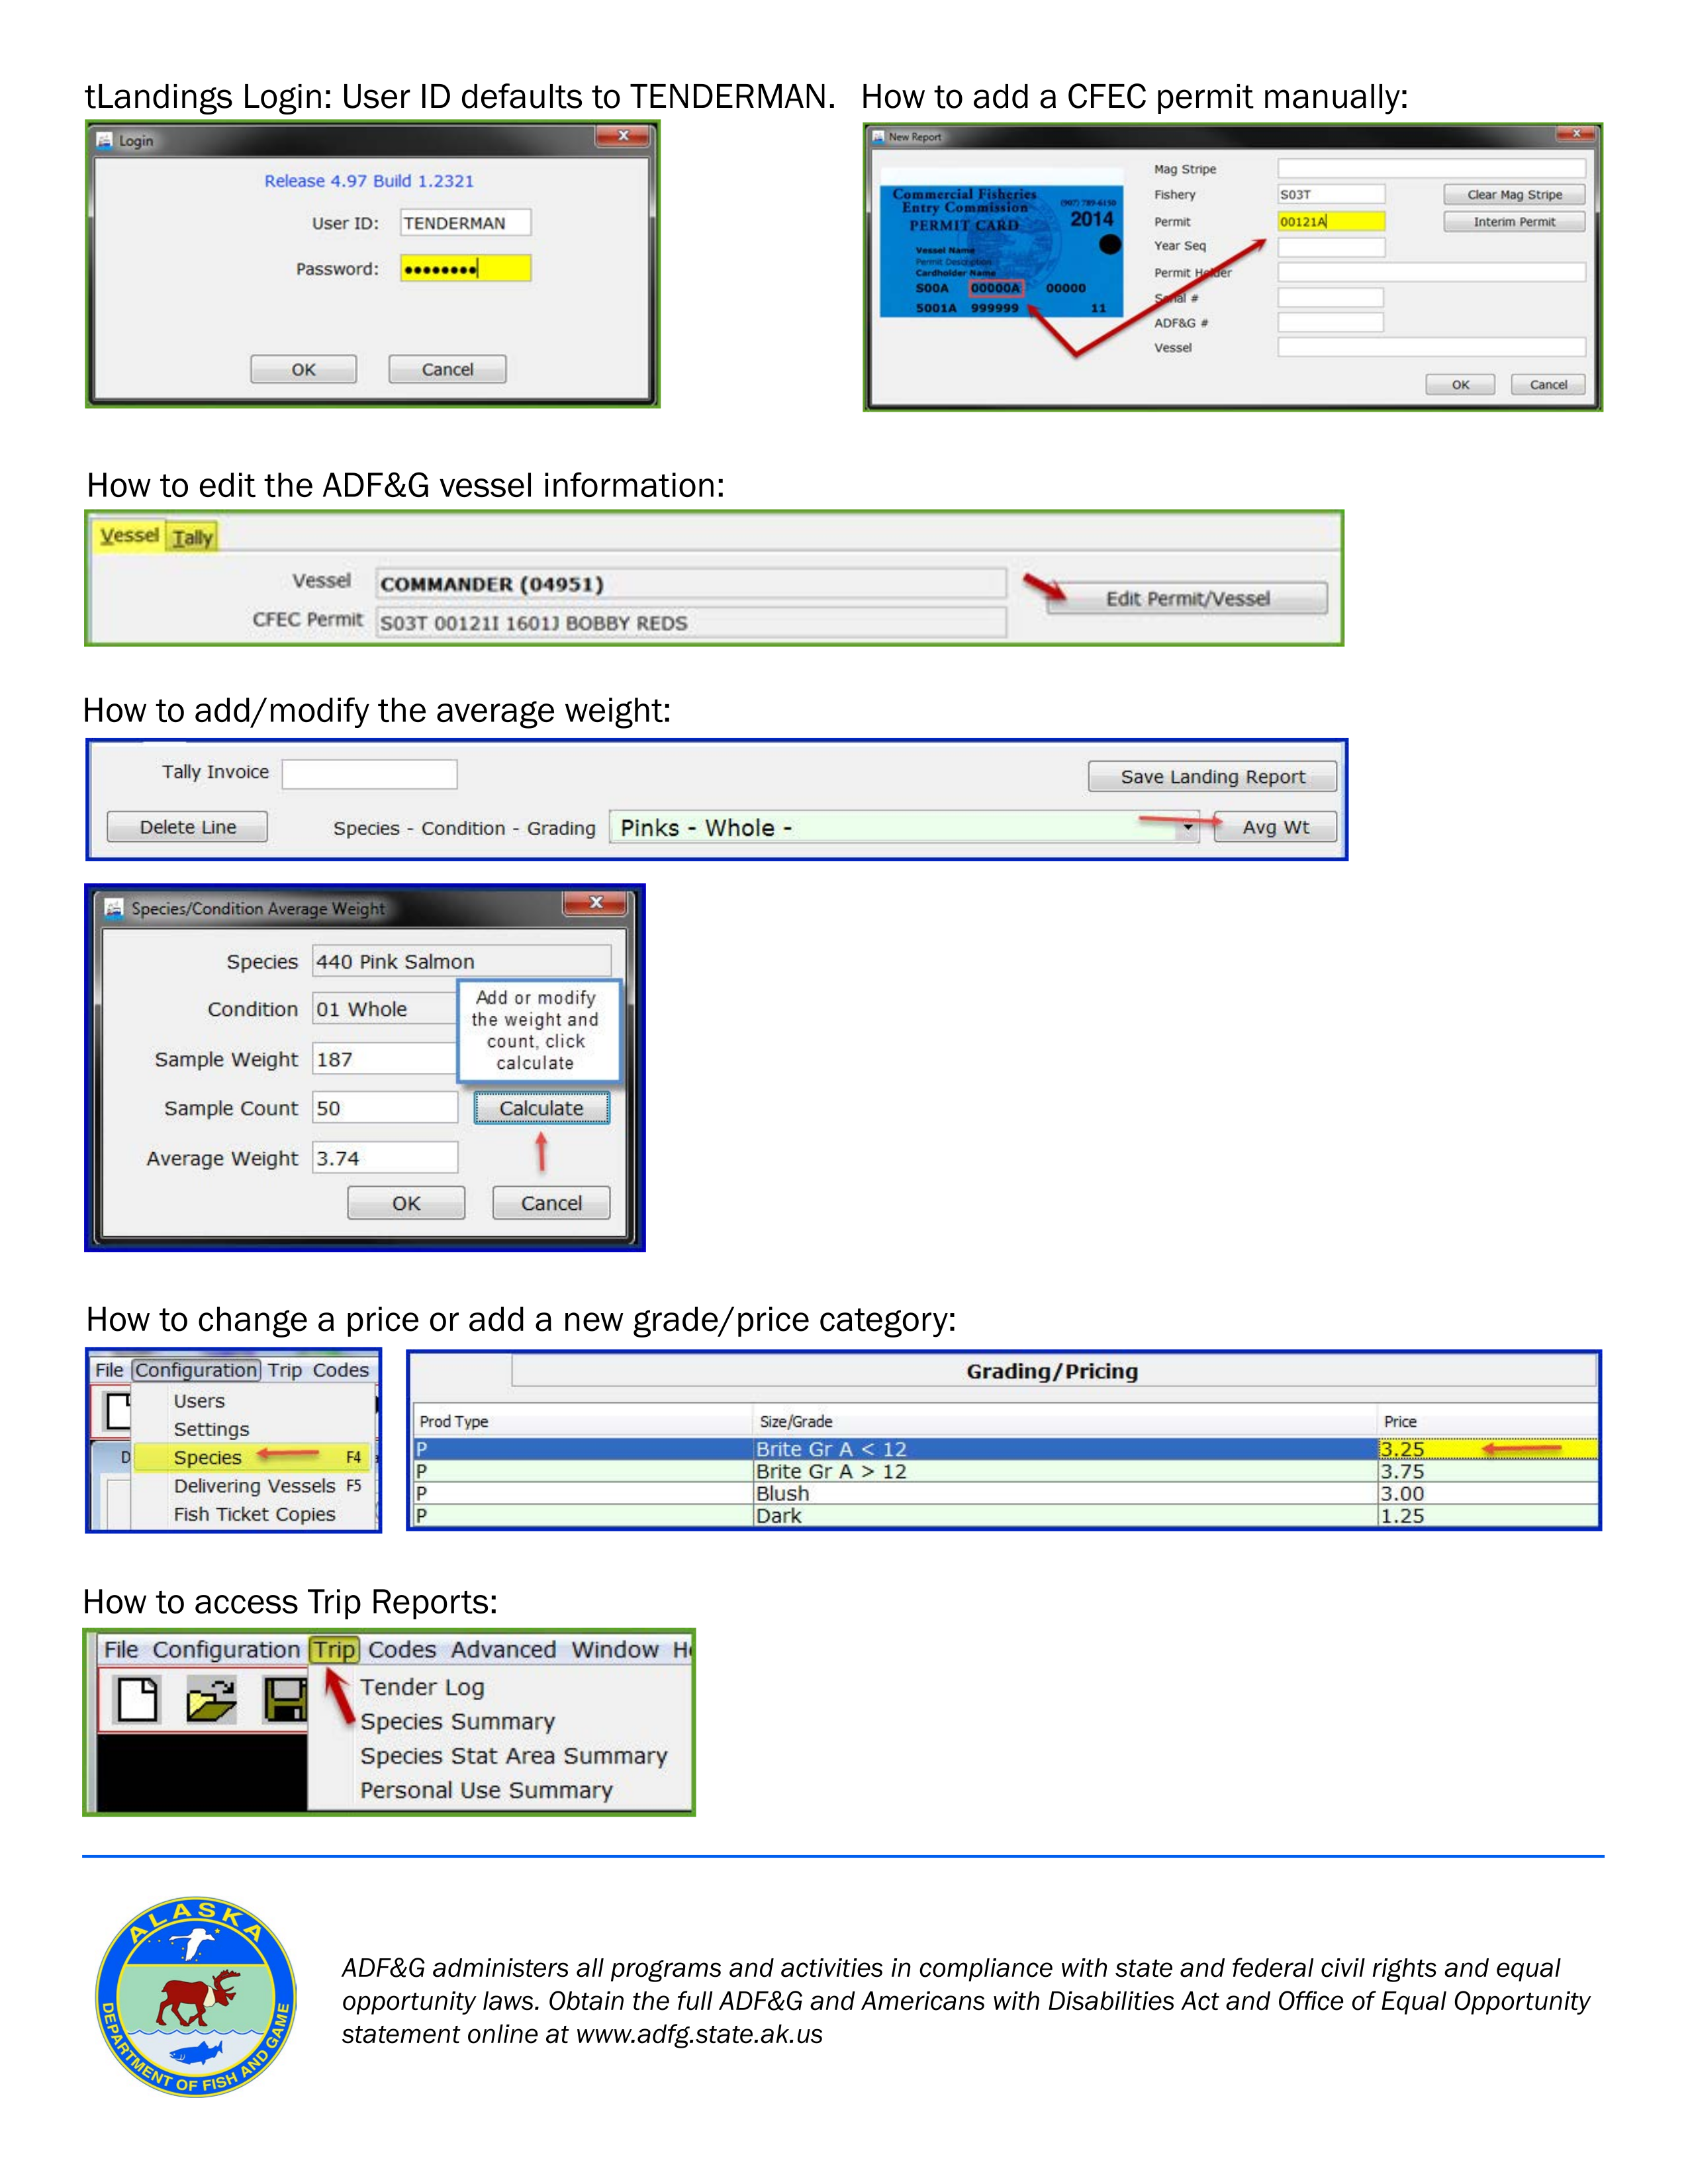 tLandings Login: User ID defaults to TENDERMAN.
Login
Release 4.97 Build 1.2321
User ID: TENDERMAN
Password: ●●●●●●●●
OK Cancel
How to add a CFEC permit manually:
New Report
Commercial Fisheries
Entry Commission
(907) 789-6150
PERMIT CARD 2014
Vessel Name
Permit Description
Cardholder Name
S00A 00000A 00000
5001A 999999 11
Mag Stripe
Fishery S03T Clear Mag Stripe
Permit 00121A Interim Permit
Year Seq
Permit Holder
Serial #
ADF&G #
Vessel
OK Cancel
How to edit the ADF&G vessel information:
Vessel Tally
Vessel COMMANDER (04951)
Edit Permit/Vessel
CFEC Permit S03T 00121I 1601J BOBBY REDS
How to add/modify the average weight:
Tally Invoice Save Landing Report
Delete Line Species - Condition - Grading Pinks - Whole - Avg Wt
Species/Condition Average Weight
Species 440 Pink Salmon
Condition 01 Whole
Add or modify
the weight and
count, click
calculate
Sample Weight 187
Sample Count 50 Calculate
Average Weight 3.74
OK Cancel
How to change a price or add a new grade/price category:
File Configuration Trip Codes
Users
Settings
D Species F4
Delivering Vessels F5
Fish Ticket Copies
Grading/Pricing
Prod Type Size/Grade Price
P Brite Gr A < 12 3.25
P Brite Gr A > 12 3.75
P Blush 3.00
P Dark 1.25
How to access Trip Reports:
File Configuration Trip Codes Advanced Window
Tender Log
Species Summary
Species Stat Area Summary
Personal Use Summary
ALASKA
DEPARTMENT OF FISH AND GAME
ADF&G administers all programs and activities in compliance with state and federal civil rights and equal
opportunity laws. Obtain the full ADF&G and Americans with Disabilities Act and Office of Equal Opportunity
statement online at www.adfg.state.ak.us